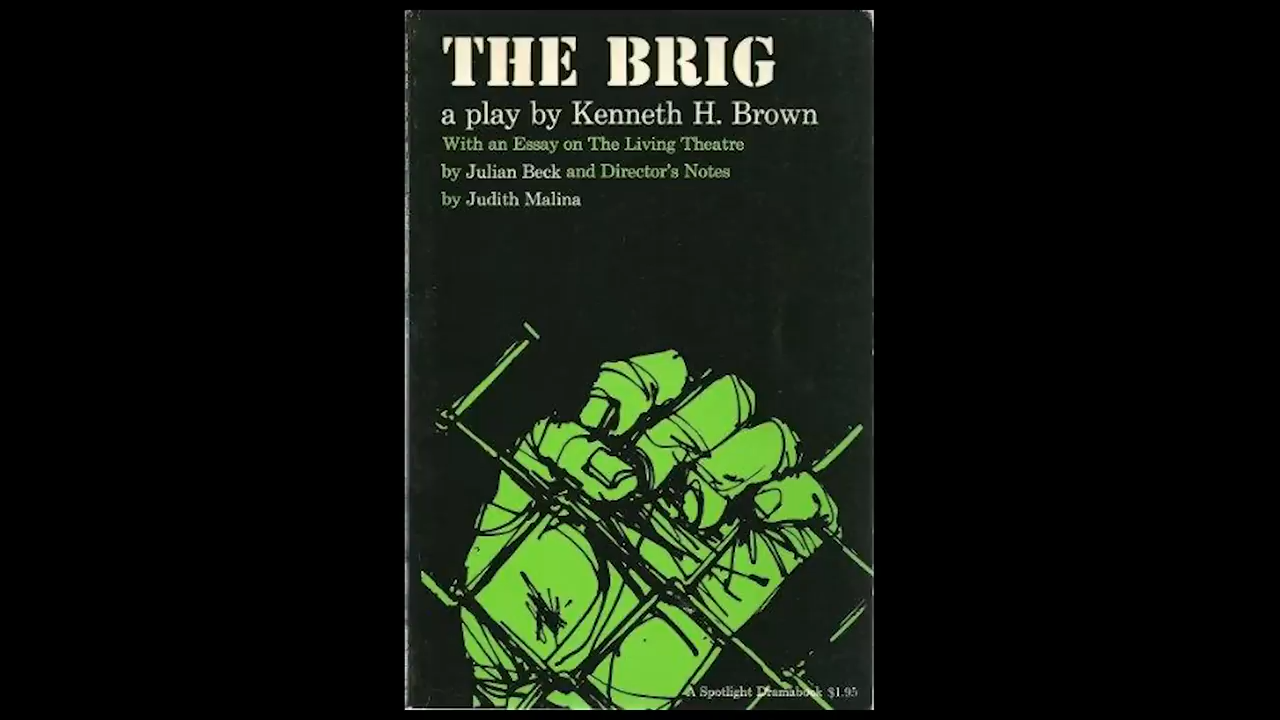 THE BRIG
a play by Kenneth H. Brown
With an Essay on The Living Theatre
by Julian Beck and Director's Notes
by Judith Malina
A Spotlight Dramabook $1.95